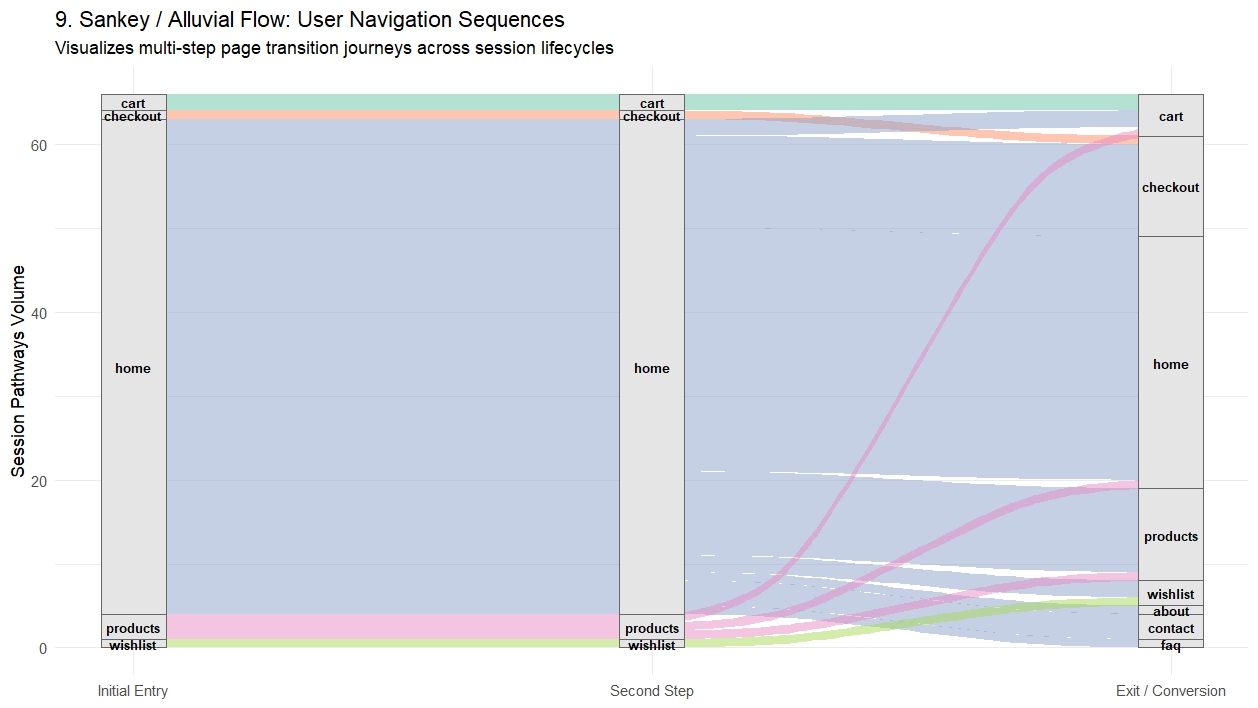 9. Sankey / Alluvial Flow: User Navigation Sequences
Visualizes multi-step page transition journeys across session lifecycles
Session Pathways Volume
60
40
20
0
cart
checkout
home
products
wishlist
cart
checkout
home
products
wishlist
cart
checkout
home
products
wishlist
about
contact
faq
Initial Entry
Second Step
Exit / Conversion